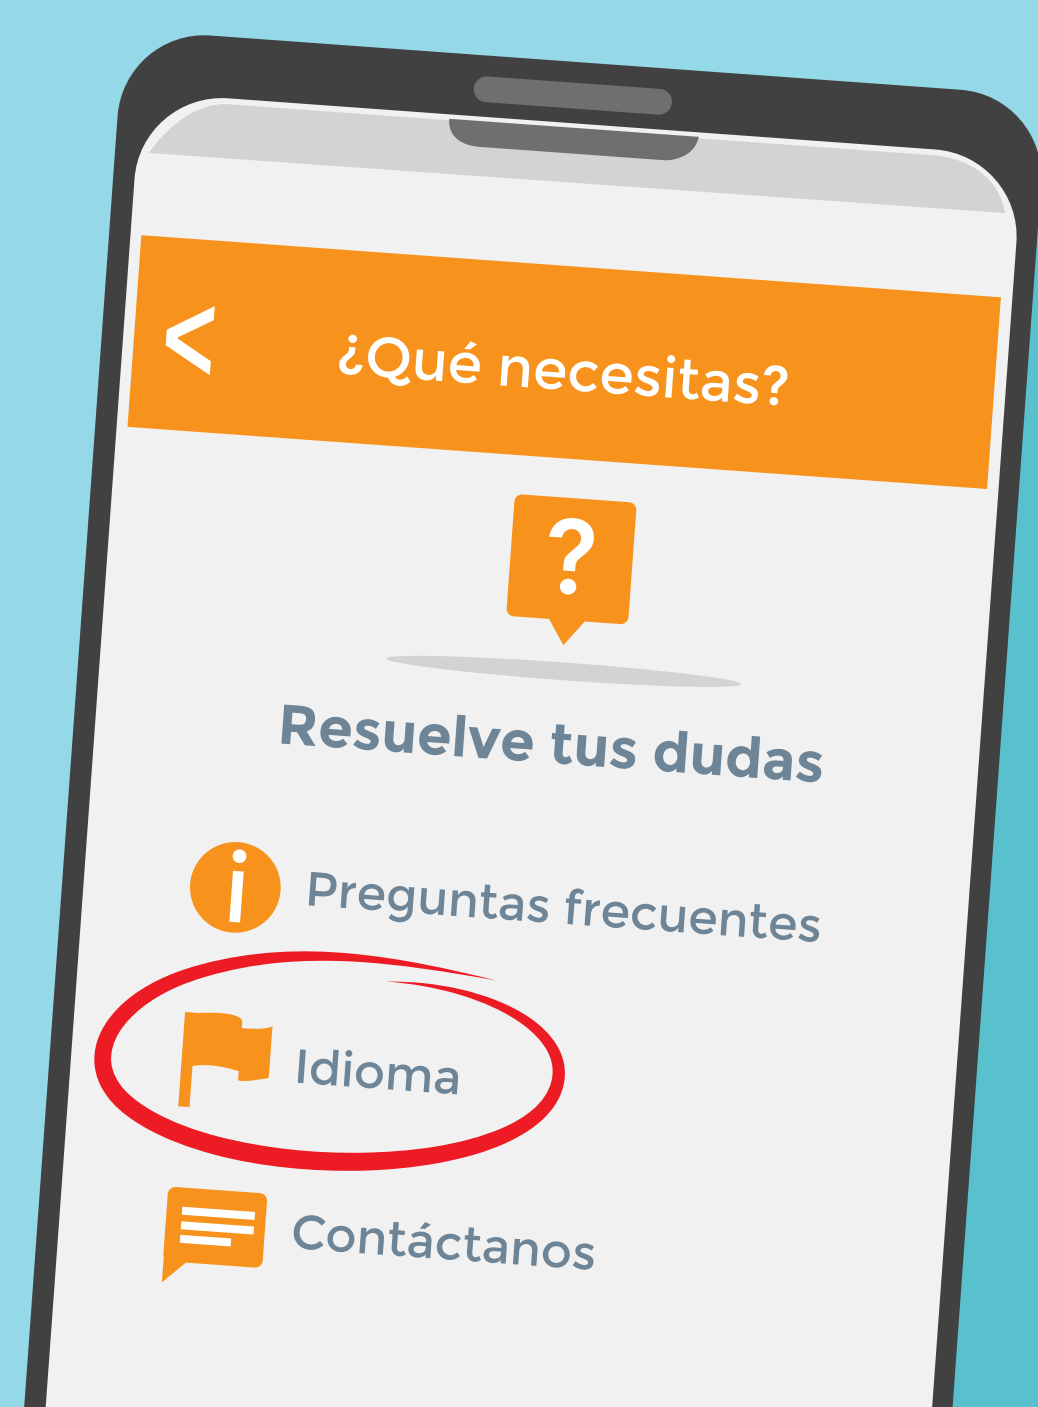 <
¿Qué necesitas?
?
Resuelve tus dudas
i
Preguntas frecuentes
Idioma
Contáctanos